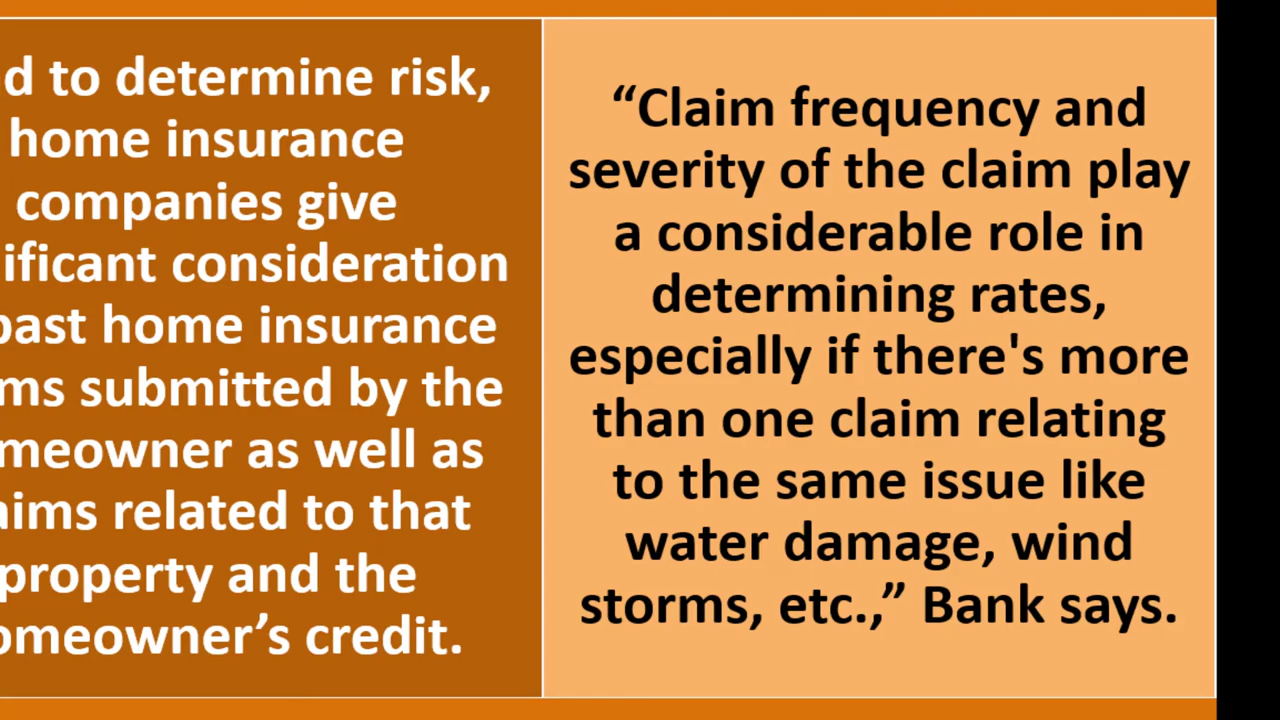 d to determine risk,
home insurance
companies give
ificant consideration
past home insurance
ms submitted by the
meowner as well as
aims related to that
property and the
omeowner’s credit.
“Claim frequency and
severity of the claim play
a considerable role in
determining rates,
especially if there's more
than one claim relating
to the same issue like
water damage, wind
storms, etc.,” Bank says.